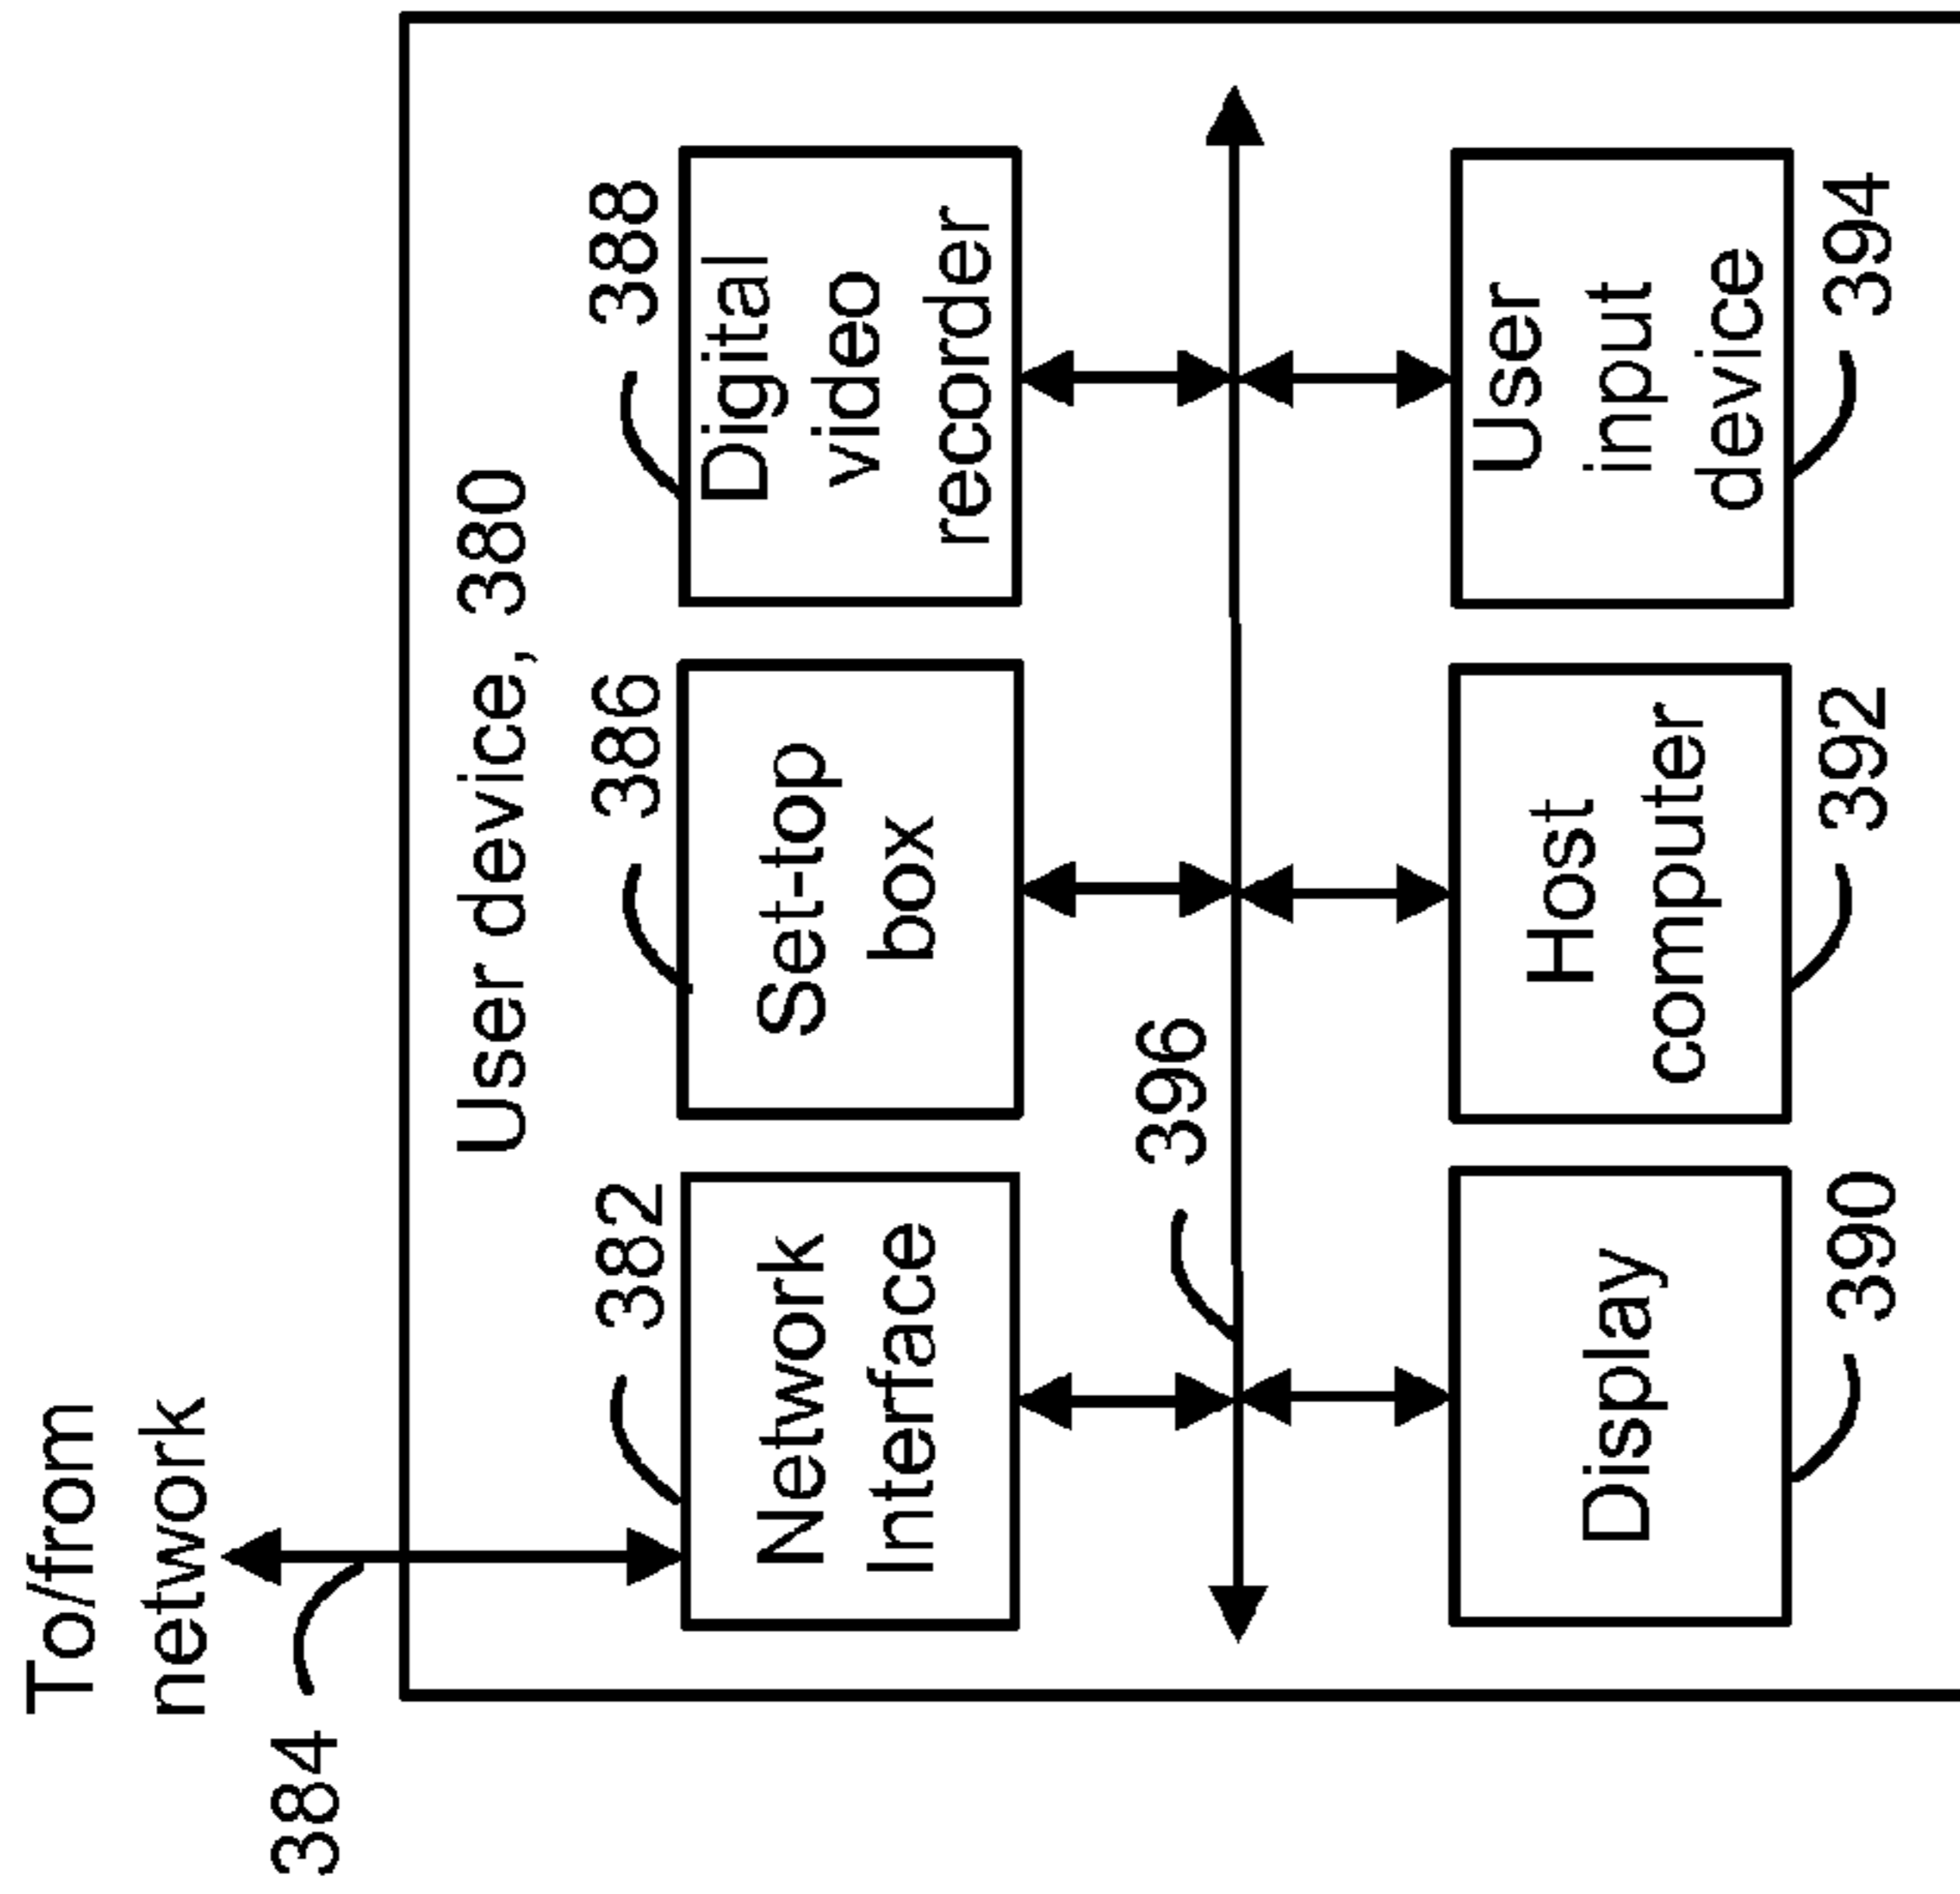 To/from
network
384
User device, 380
382
386
388
Network
Interface
Set-top
box
Digital
video
recorder
396
Display
Host
computer
User
input
device
390
392
394